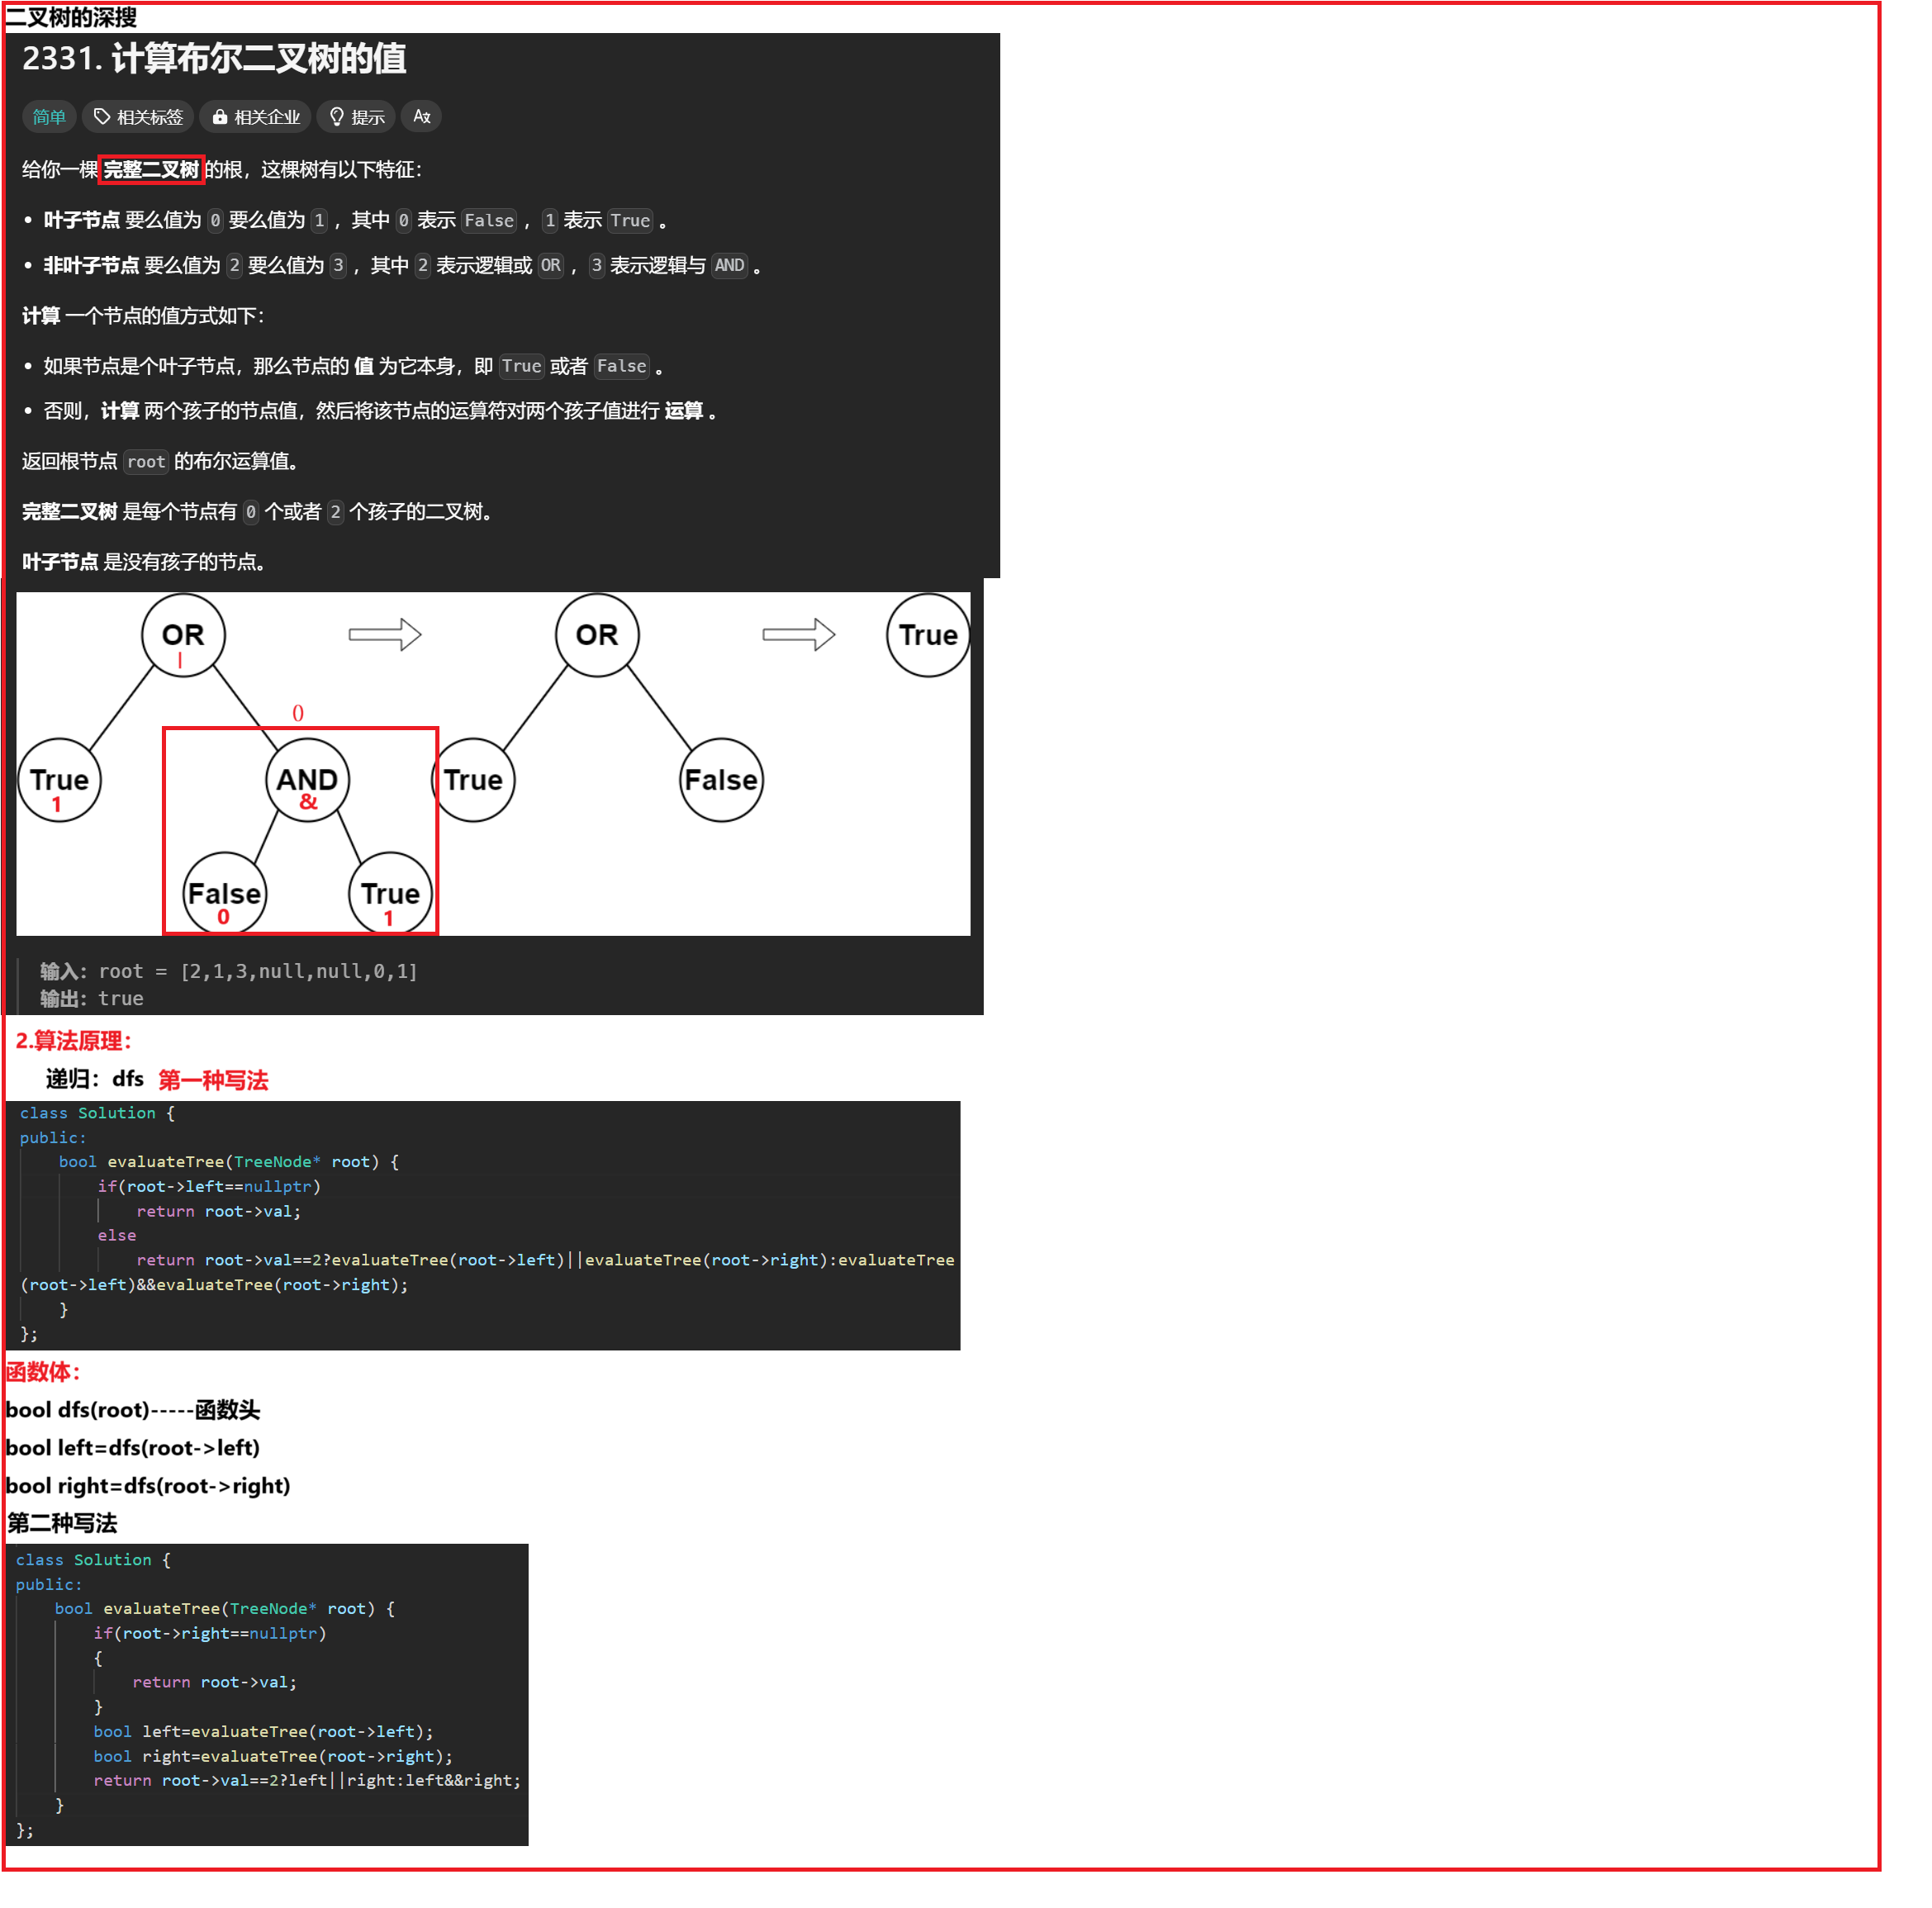 二叉树的深搜
2331. 计算布尔二叉树的值
简单 相关标签 相关企业 提示 Ax
给你一棵 完整二叉树 的根，这棵树有以下特征：
• 叶子节点 要么值为 0 要么值为 1 ，其中 0 表示 False ，1 表示 True 。
• 非叶子节点 要么值为 2 要么值为 3 ，其中 2 表示逻辑或 OR ，3 表示逻辑与 AND 。
计算 一个节点的值方式如下：
• 如果节点是个叶子节点，那么节点的 值 为它本身，即 True 或者 False 。
• 否则，计算 两个孩子的节点值，然后将该节点的运算符对两个孩子值进行 运算 。
返回根节点 root 的布尔运算值。
完整二叉树 是每个节点有 0 个或者 2 个孩子的二叉树。
叶子节点 是没有孩子的节点。
OR OR True
|
0
True AND True False
1 &
False True
0 1
输入：root = [2,1,3,null,null,0,1]
输出：true
2.算法原理：
递归：dfs 第一种写法
class Solution {
public:
    bool evaluateTree(TreeNode* root) {
        if(root->left==nullptr)
            return root->val;
        else
            return root->val==2?evaluateTree(root->left)||evaluateTree(root->right):evaluateTree
(root->left)&&evaluateTree(root->right);
    }
};
函数体：
bool dfs(root)-----函数头
bool left=dfs(root->left)
bool right=dfs(root->right)
第二种写法
class Solution {
public:
    bool evaluateTree(TreeNode* root) {
        if(root->right==nullptr)
        {
            return root->val;
        }
        bool left=evaluateTree(root->left);
        bool right=evaluateTree(root->right);
        return root->val==2?left||right:left&&right;
    }
};